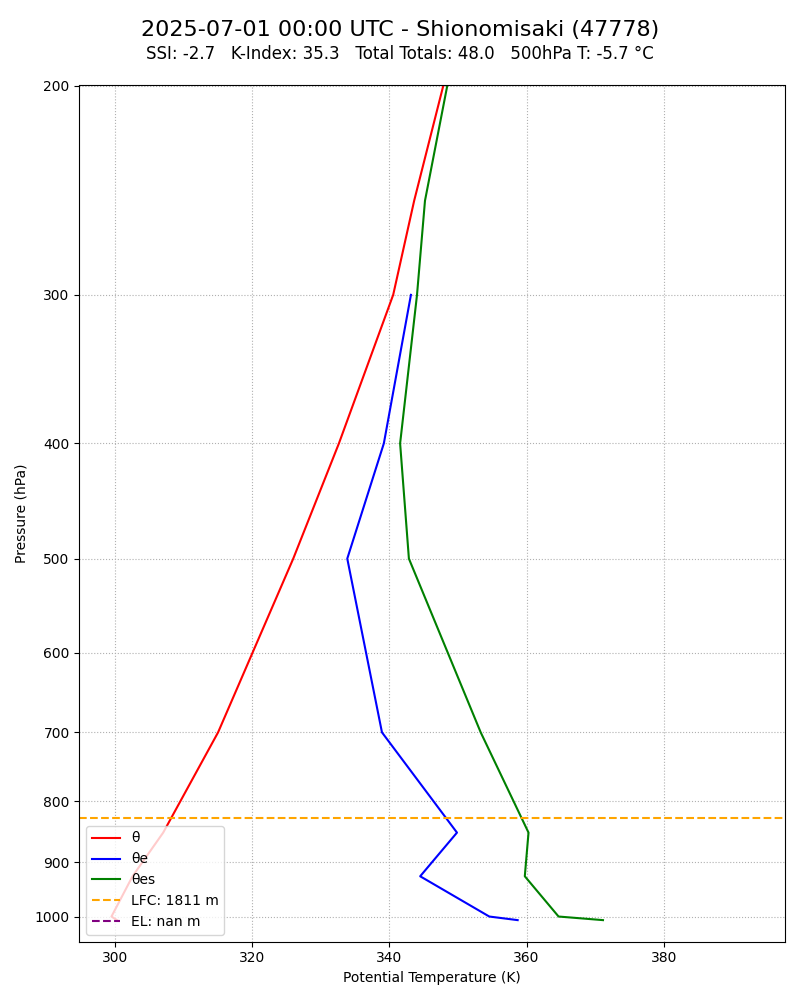 2025-07-01 00:00 UTC - Shionomisaki (47778)
SSI: -2.7   K-Index: 35.3   Total Totals: 48.0   500hPa T: -5.7 °C
200
300
400
500
600
700
800
900
1000
Pressure (hPa)
θ
θe
θes
LFC: 1811 m
EL: nan m
300
320
340
360
380
Potential Temperature (K)